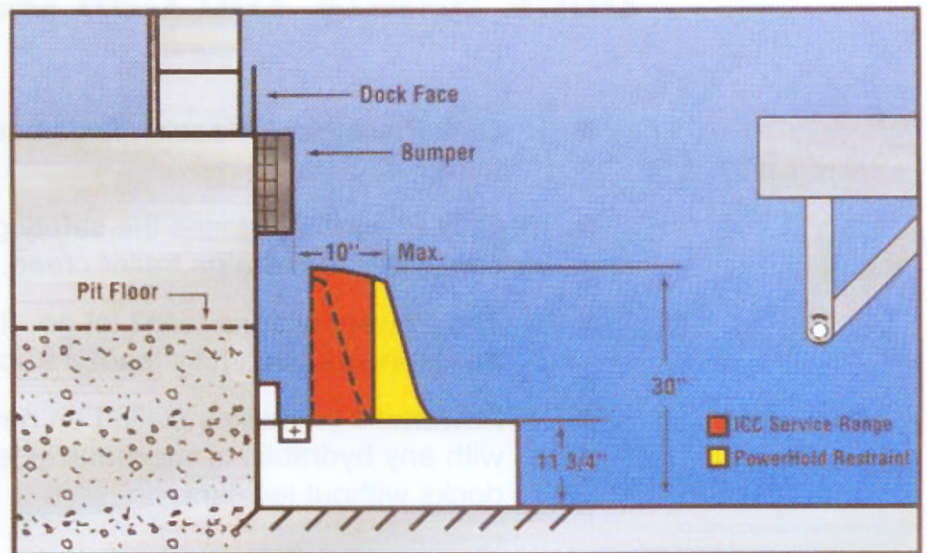 Dock Face
Bumper
10" Max.
Pit Floor
30"
ICC Service Range
11 3/4"
PowerHold Restraint